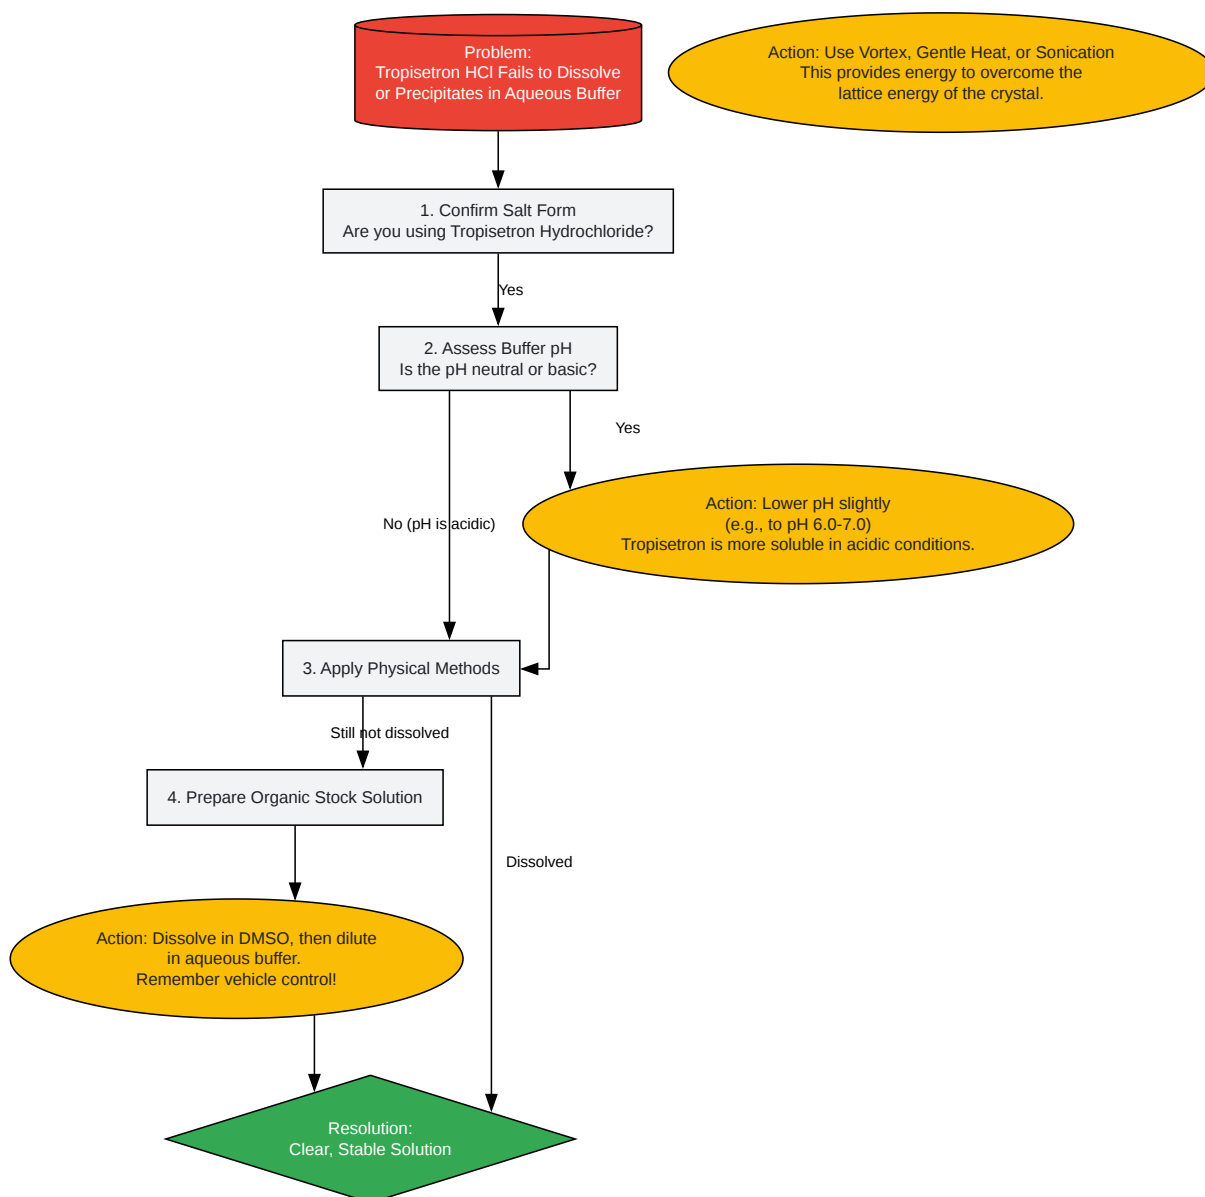 Problem:
Tropisetron HCl Fails to Dissolve
or Precipitates in Aqueous Buffer
Action: Use Vortex, Gentle Heat, or Sonication
This provides energy to overcome the
lattice energy of the crystal.
1. Confirm Salt Form
Are you using Tropisetron Hydrochloride?
Yes
2. Assess Buffer pH
Is the pH neutral or basic?
Yes
No (pH is acidic)
Action: Lower pH slightly
(e.g., to pH 6.0-7.0)
Tropisetron is more soluble in acidic conditions.
3. Apply Physical Methods
Still not dissolved
4. Prepare Organic Stock Solution
Dissolved
Action: Dissolve in DMSO, then dilute
in aqueous buffer.
Remember vehicle control!
Resolution:
Clear, Stable Solution